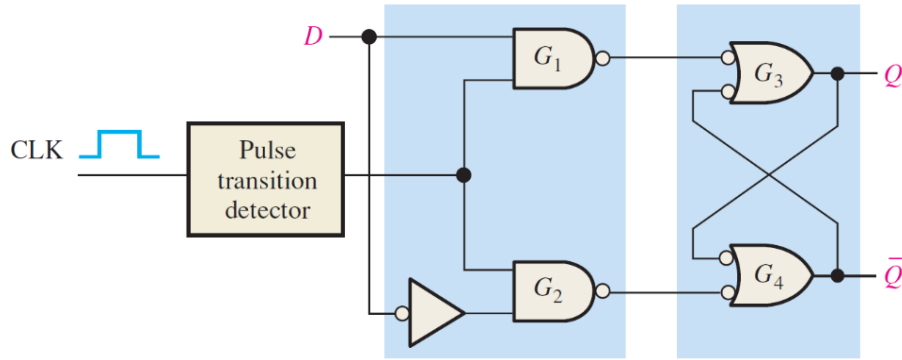 D
G₁
G₃
Q
CLK
Pulse
transition
detector
G₂
G₄
Q̄